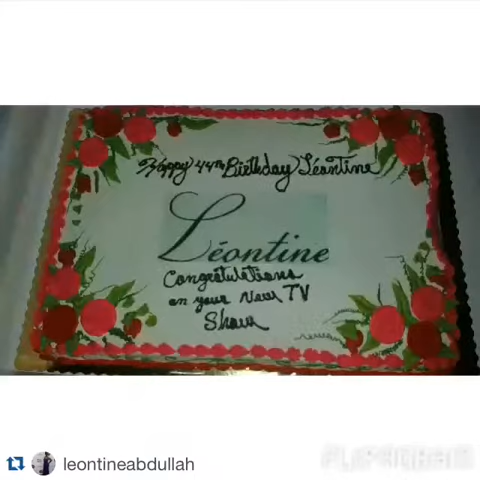 Happy 44th Birthday Léontine
Léontine
Congratulations
on your New TV
Show
leontineabdullah